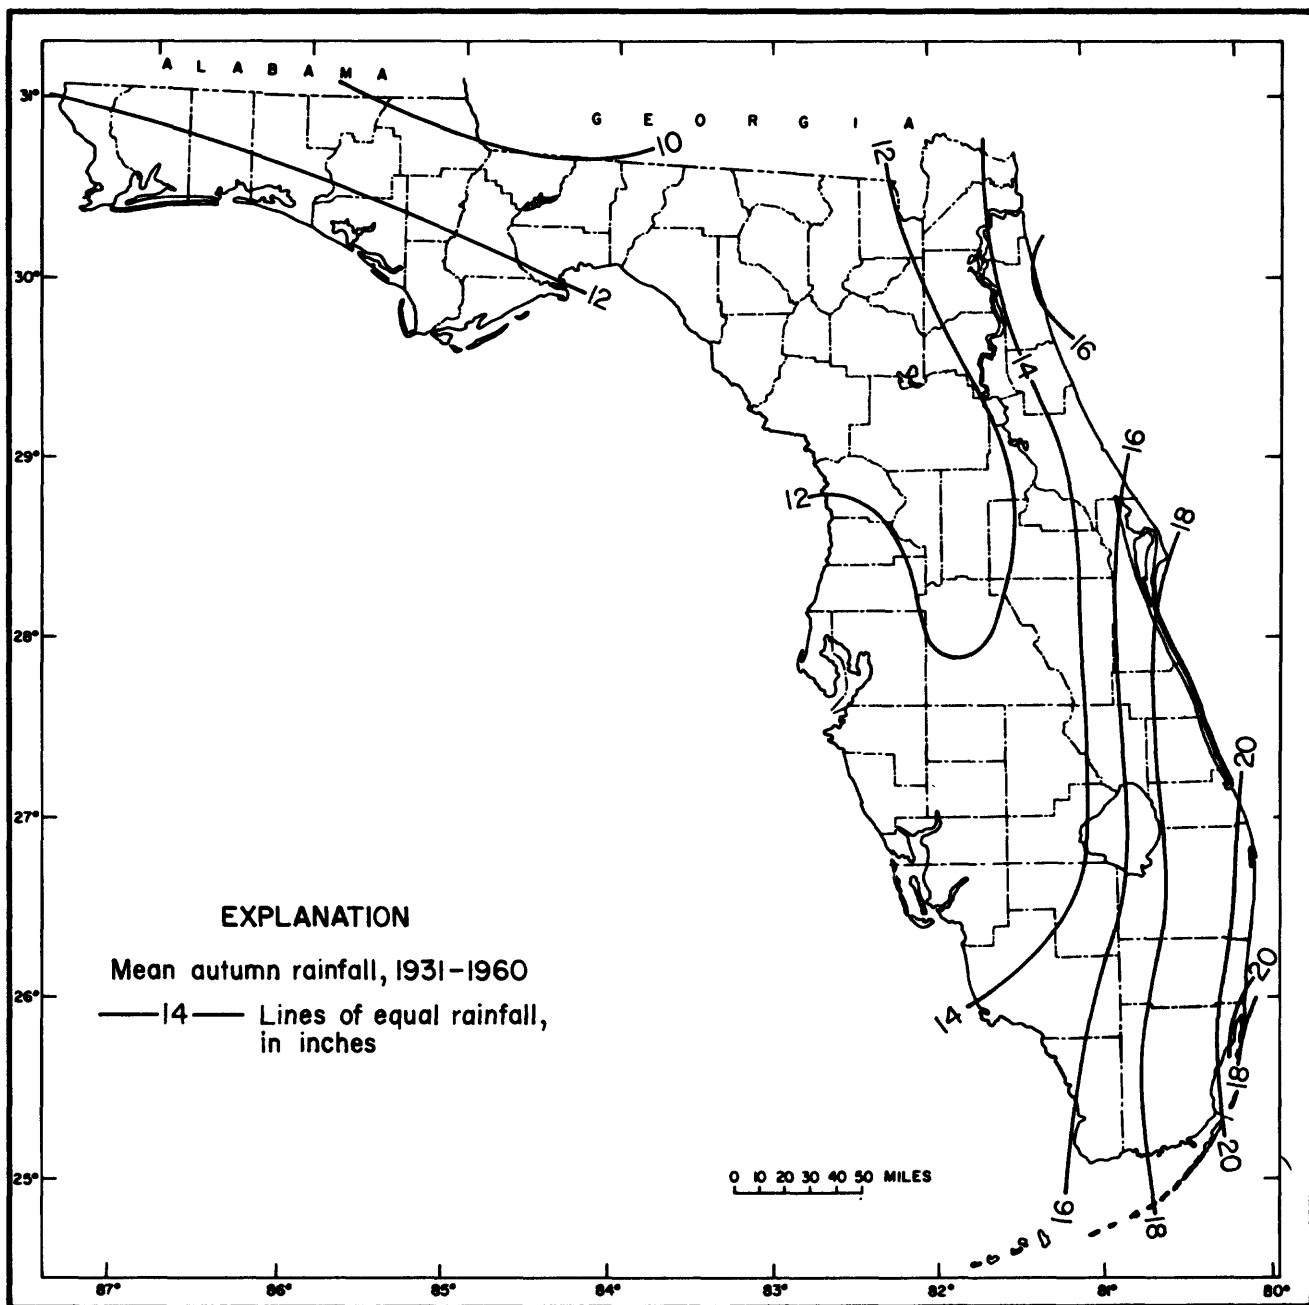 ALABAMA
GEORGIA
31°
10
12
30°
12
16
14
29°
16
12
18
28°
20
27°
EXPLANATION
Mean autumn rainfall, 1931-1960
14 Lines of equal rainfall,
in inches
26°
20
14
18
20
0 10 20 30 40 50 MILES
25°
16
18
87° 86° 85° 84° 83° 82° 81° 80°